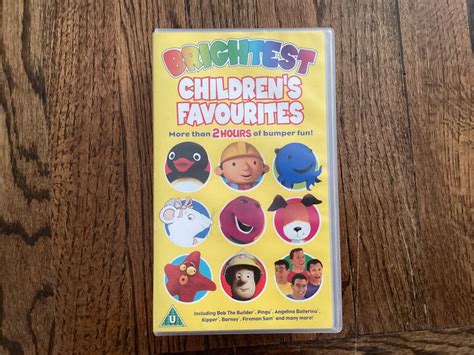 BRIGHTEST
CHILDREN'S
FAVOURITES
More than 2 HOURS of bumper fun!
U
Including Bob The Builder, Pingu, Angelina Ballerina,
Kipper, Barney, Fireman Sam and many more!